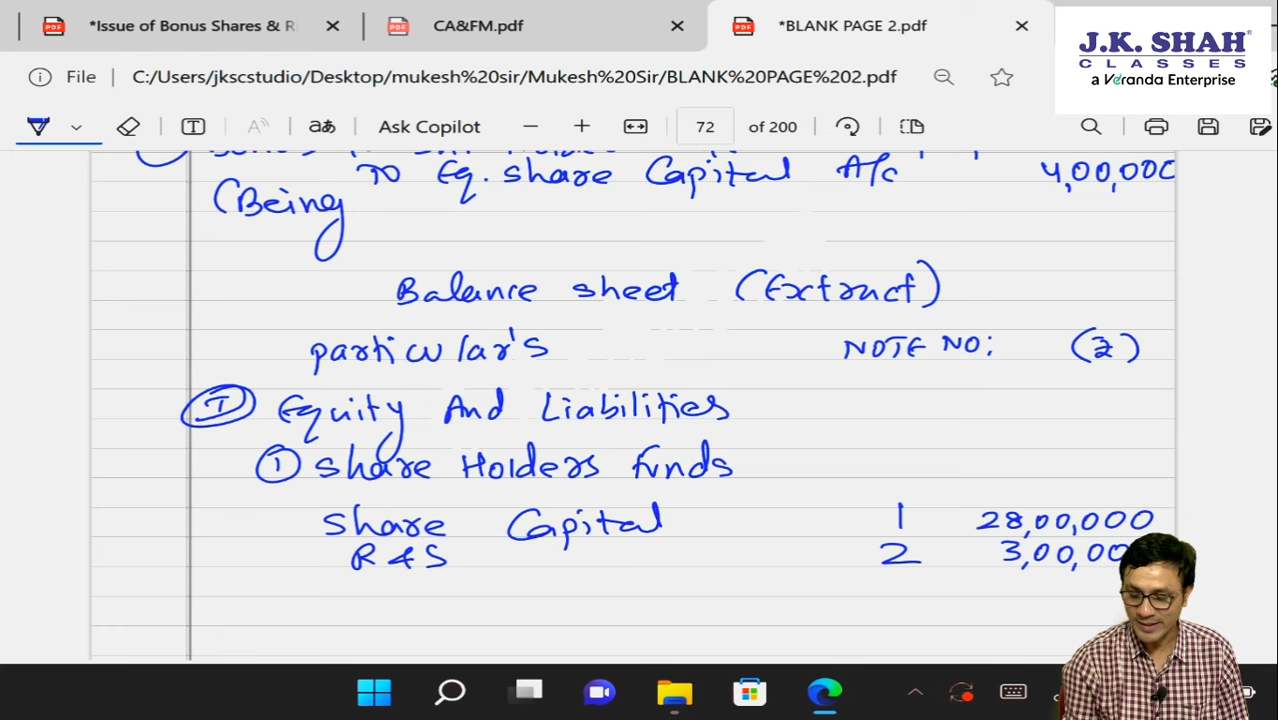 *Issue of Bonus Shares & Ri
CA&FM.pdf
*BLANK PAGE 2.pdf
J.K. SHAH®
CLASSES
a Veranda Enterprise
File C:/Users/jkscstudio/Desktop/mukesh%20sir/Mukesh%20Sir/BLANK%20PAGE%202.pdf
Ask Copilot 72 of 200
To Eq. share Capital A/c 4,00,000
(Being
Balance sheet (Extract)
particular's NOTE NO: (₹)
I Equity And Liabilities
1 share Holders funds
share Capital 1 28,00,000
R & S 2 3,00,00